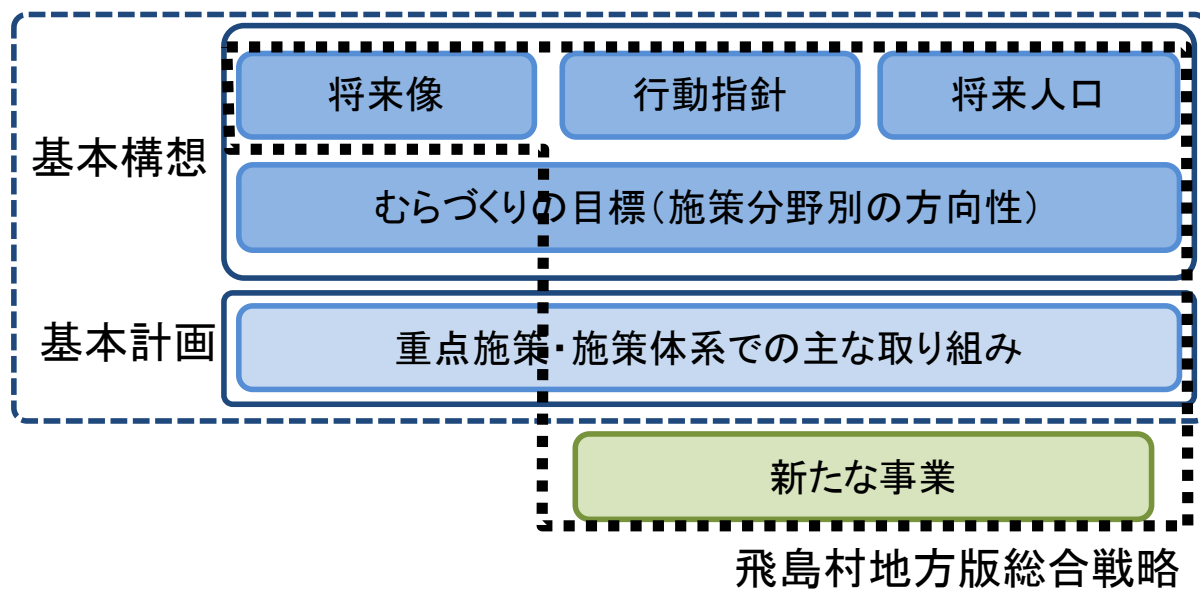 将来像
行動指針
将来人口
基本構想
むらづくりの目標（施策分野別の方向性）
基本計画
重点施策・施策体系での主な取り組み
新たな事業
飛島村地方版総合戦略